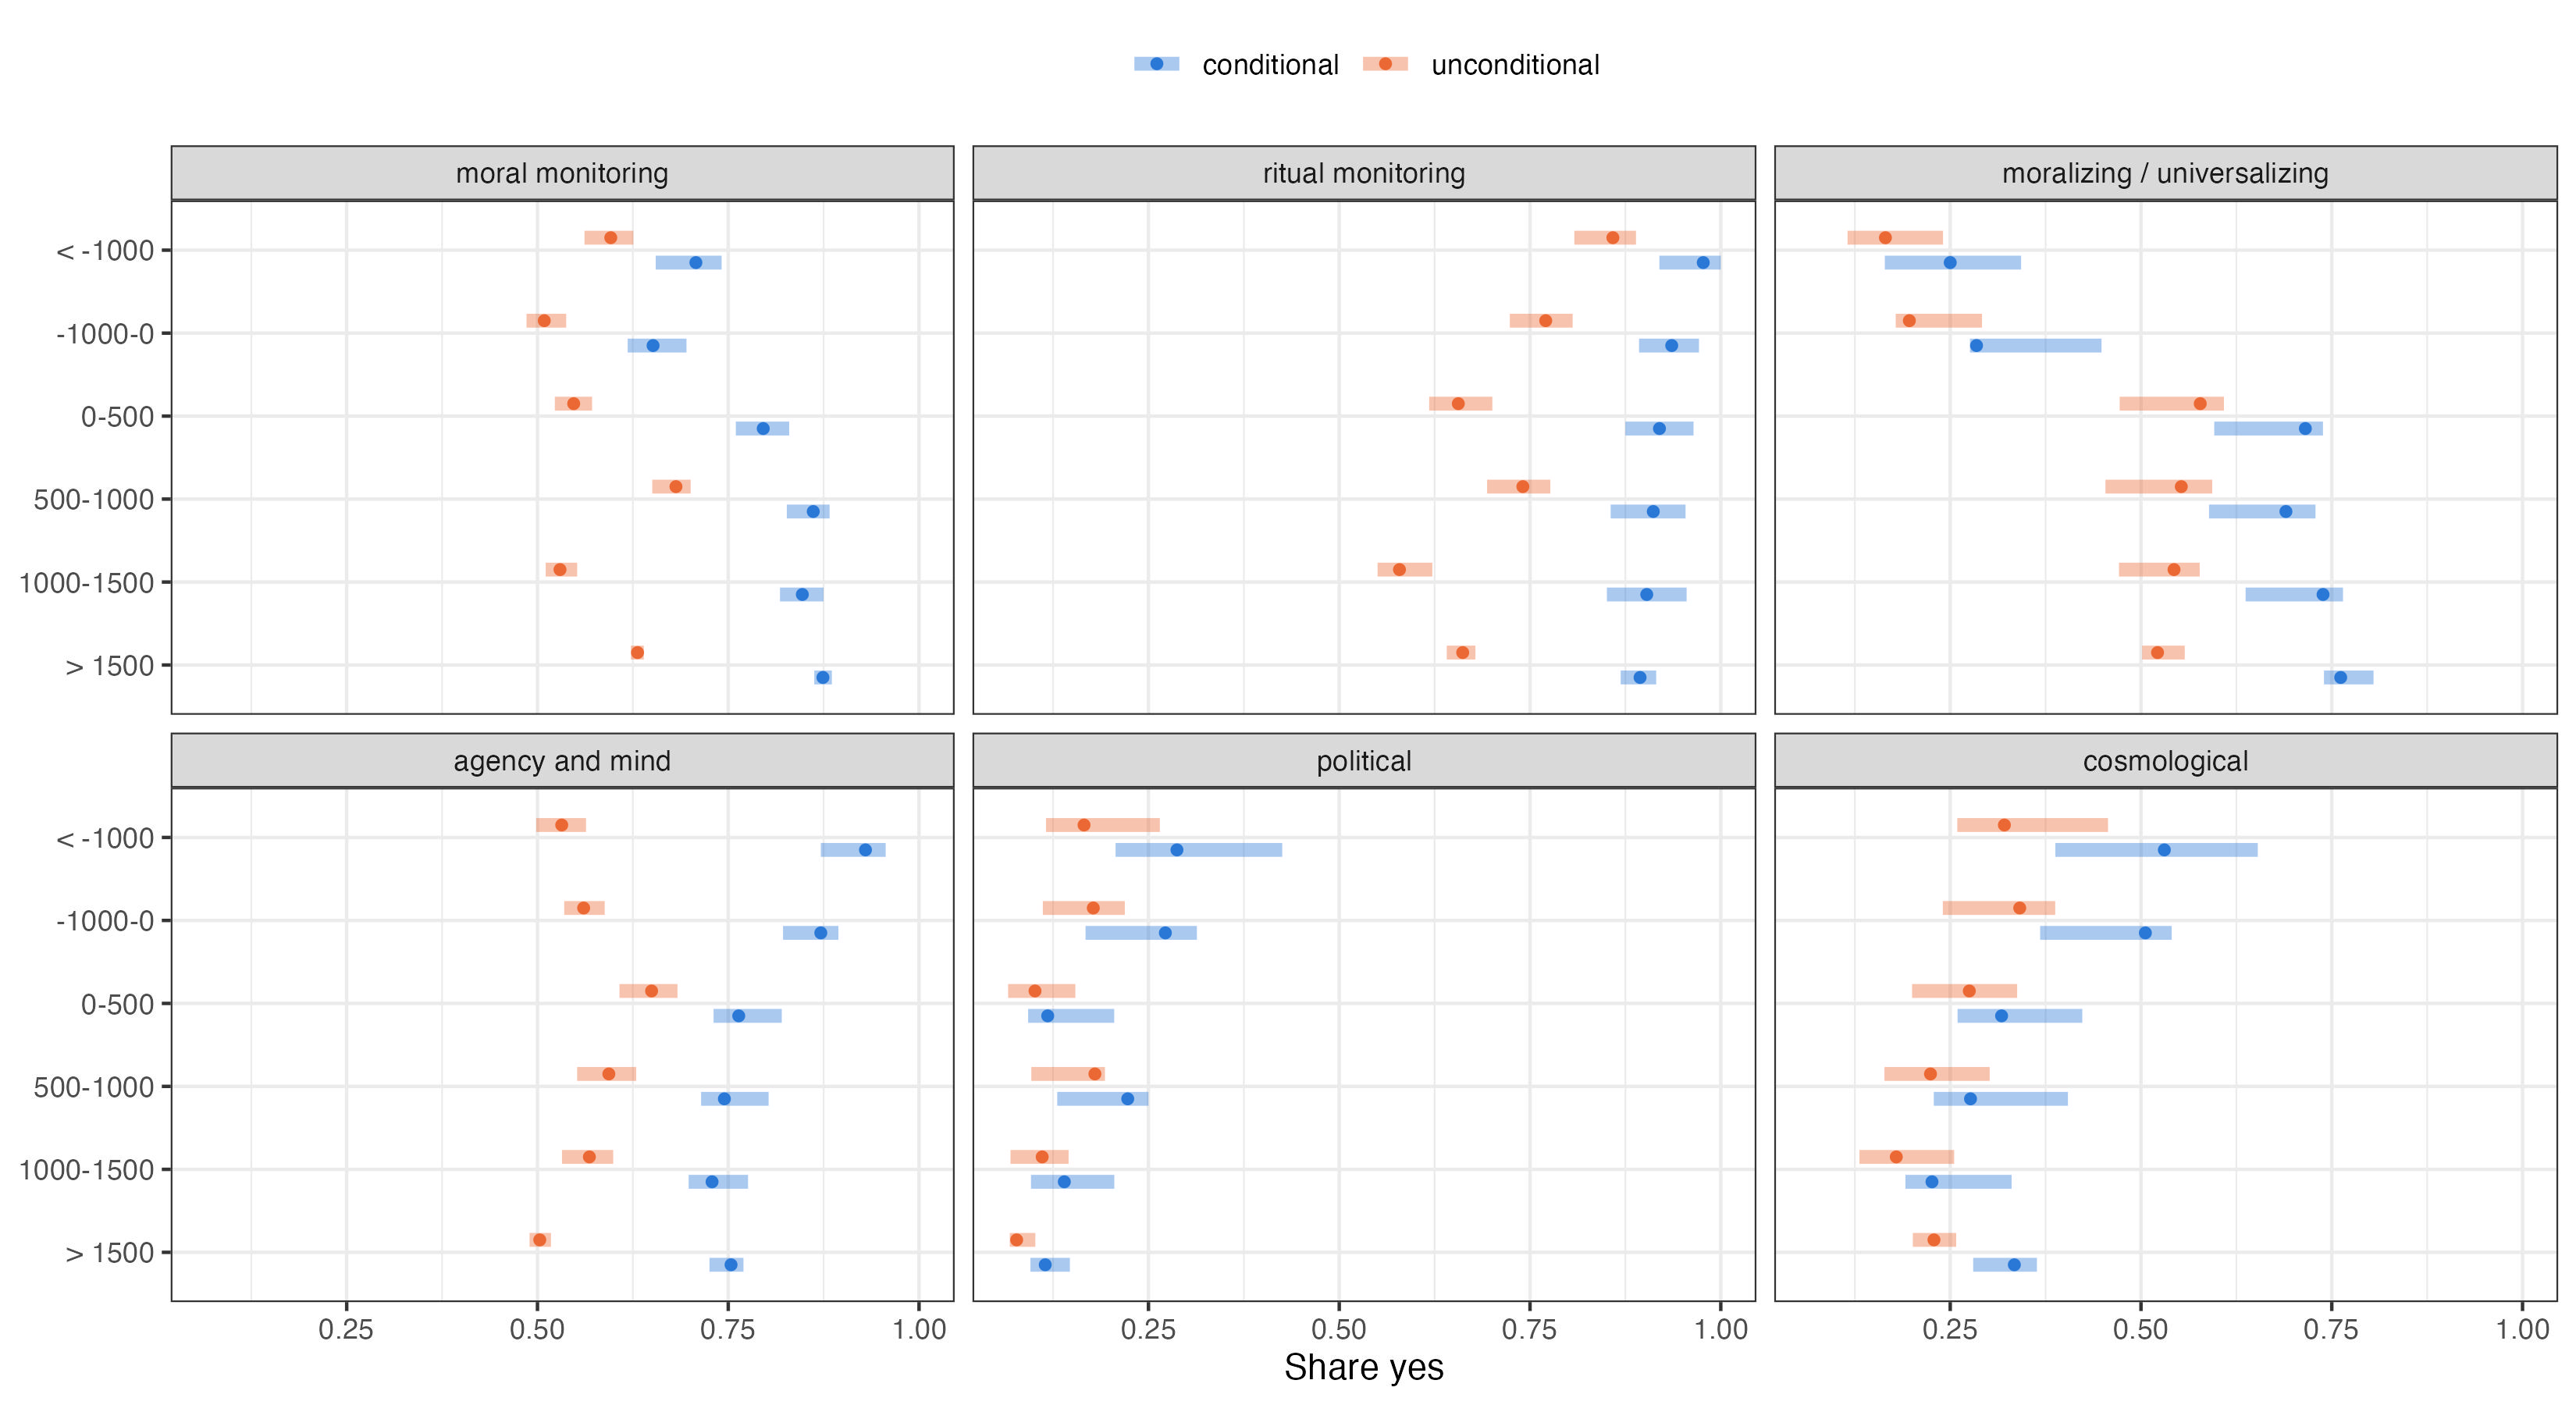 conditional unconditional
moral monitoring ritual monitoring moralizing / universalizing
< -1000
-1000-0
0-500
500-1000
1000-1500
> 1500
agency and mind political cosmological
< -1000
-1000-0
0-500
500-1000
1000-1500
> 1500
0.25 0.50 0.75 1.00 0.25 0.50 0.75 1.00 0.25 0.50 0.75 1.00
Share yes